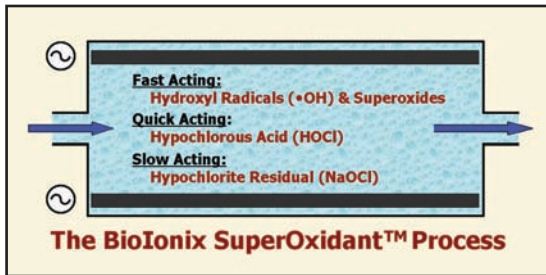 Fast Acting:
Hydroxyl Radicals (•OH) & Superoxides
Quick Acting:
Hypochlorous Acid (HOCl)
Slow Acting:
Hypochlorite Residual (NaOCl)
The BioIonix SuperOxidant™ Process